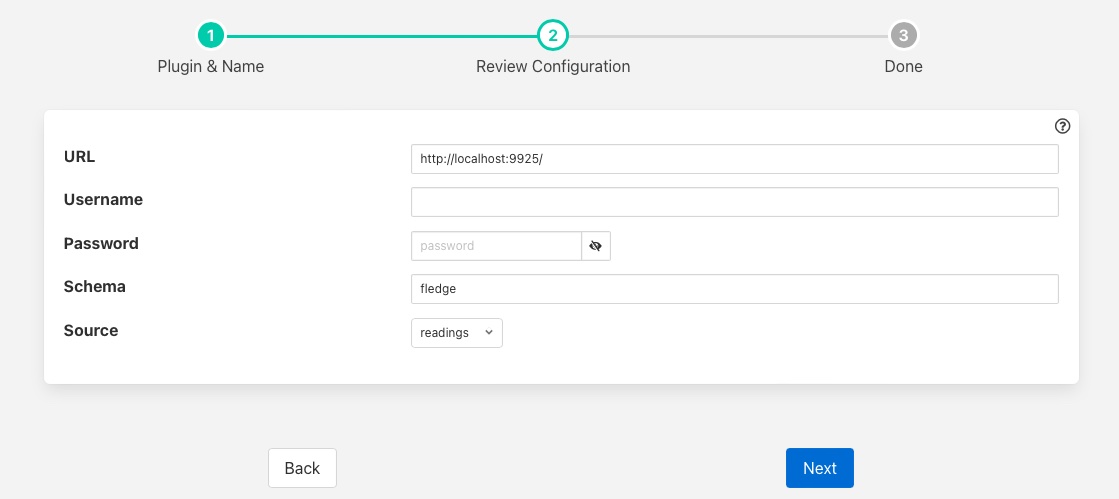 1 2 3
Plugin & Name Review Configuration Done
URL http://localhost:9925/
Username
Password password
Schema fledge
Source readings
Back Next